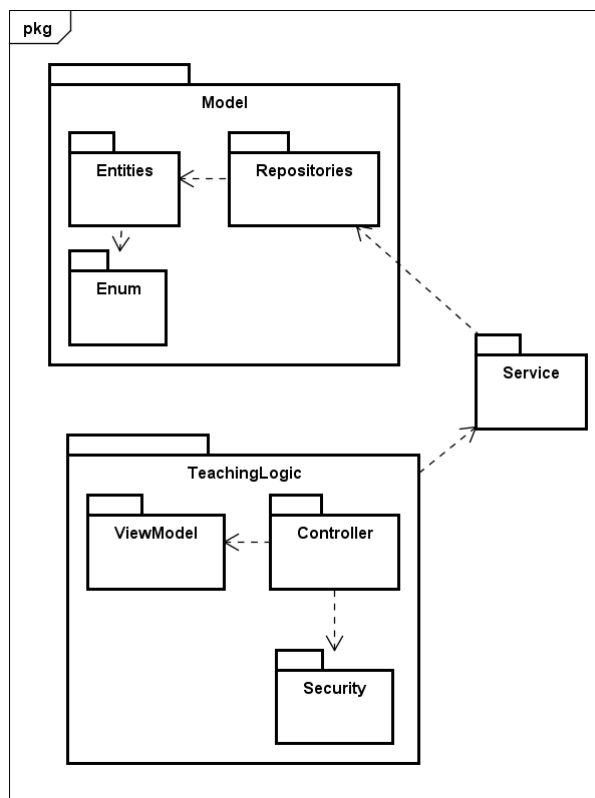 pkg
Model
Entities
Repositories
Enum
Service
TeachingLogic
ViewModel
Controller
Security